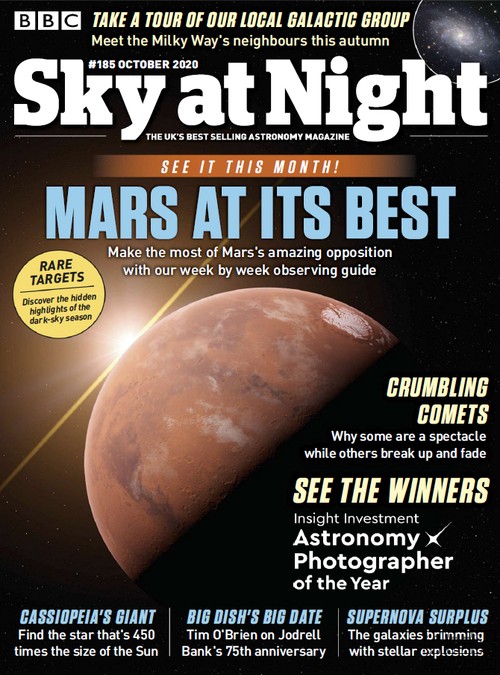 BBC
TAKE A TOUR OF OUR LOCAL GALACTIC GROUP
Meet the Milky Way's neighbours this autumn
#185 OCTOBER 2020
Sky at Night
THE UK'S BEST SELLING ASTRONOMY MAGAZINE
SEE IT THIS MONTH!
MARS AT ITS BEST
Make the most of Mars's amazing opposition
with our week by week observing guide
RARE
TARGETS
Discover the hidden
highlights of the
dark-sky season
CRUMBLING
COMETS
Why some are a spectacle
while others break up and fade
SEE THE WINNERS
Insight Investment
Astronomy
Photographer
of the Year
CASSIOPEIA'S GIANT
Find the star that's 450
times the size of the Sun
BIG DISH'S BIG DATE
Tim O'Brien on Jodrell
Bank's 75th anniversary
SUPERNOVA SURPLUS
The galaxies brimming
with stellar explosions